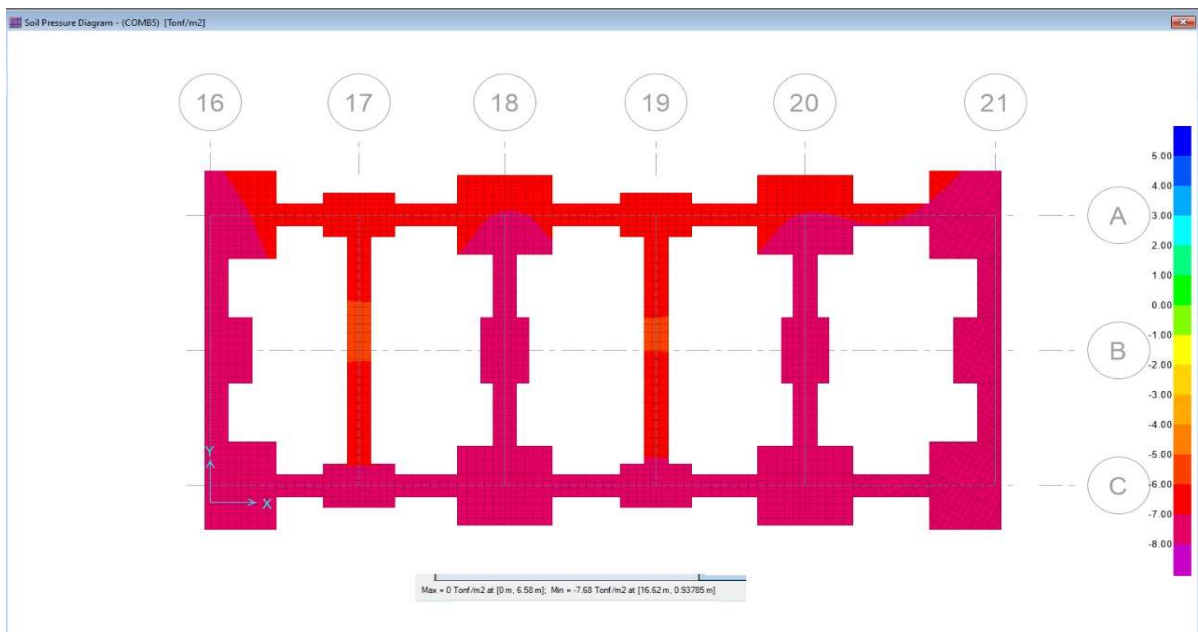 Soil Pressure Diagram - (COMB5) [Tonf/m2]
16 17 18 19 20 21
A
B
C
Y
X
5.00
4.00
3.00
2.00
1.00
0.00
-1.00
-2.00
-3.00
-4.00
-5.00
-6.00
-7.00
-8.00
Max = 0 Tonf/m2 at [0 m, 6.58 m]; Min = -7.68 Tonf/m2 at [16.62 m, 0.93785 m]